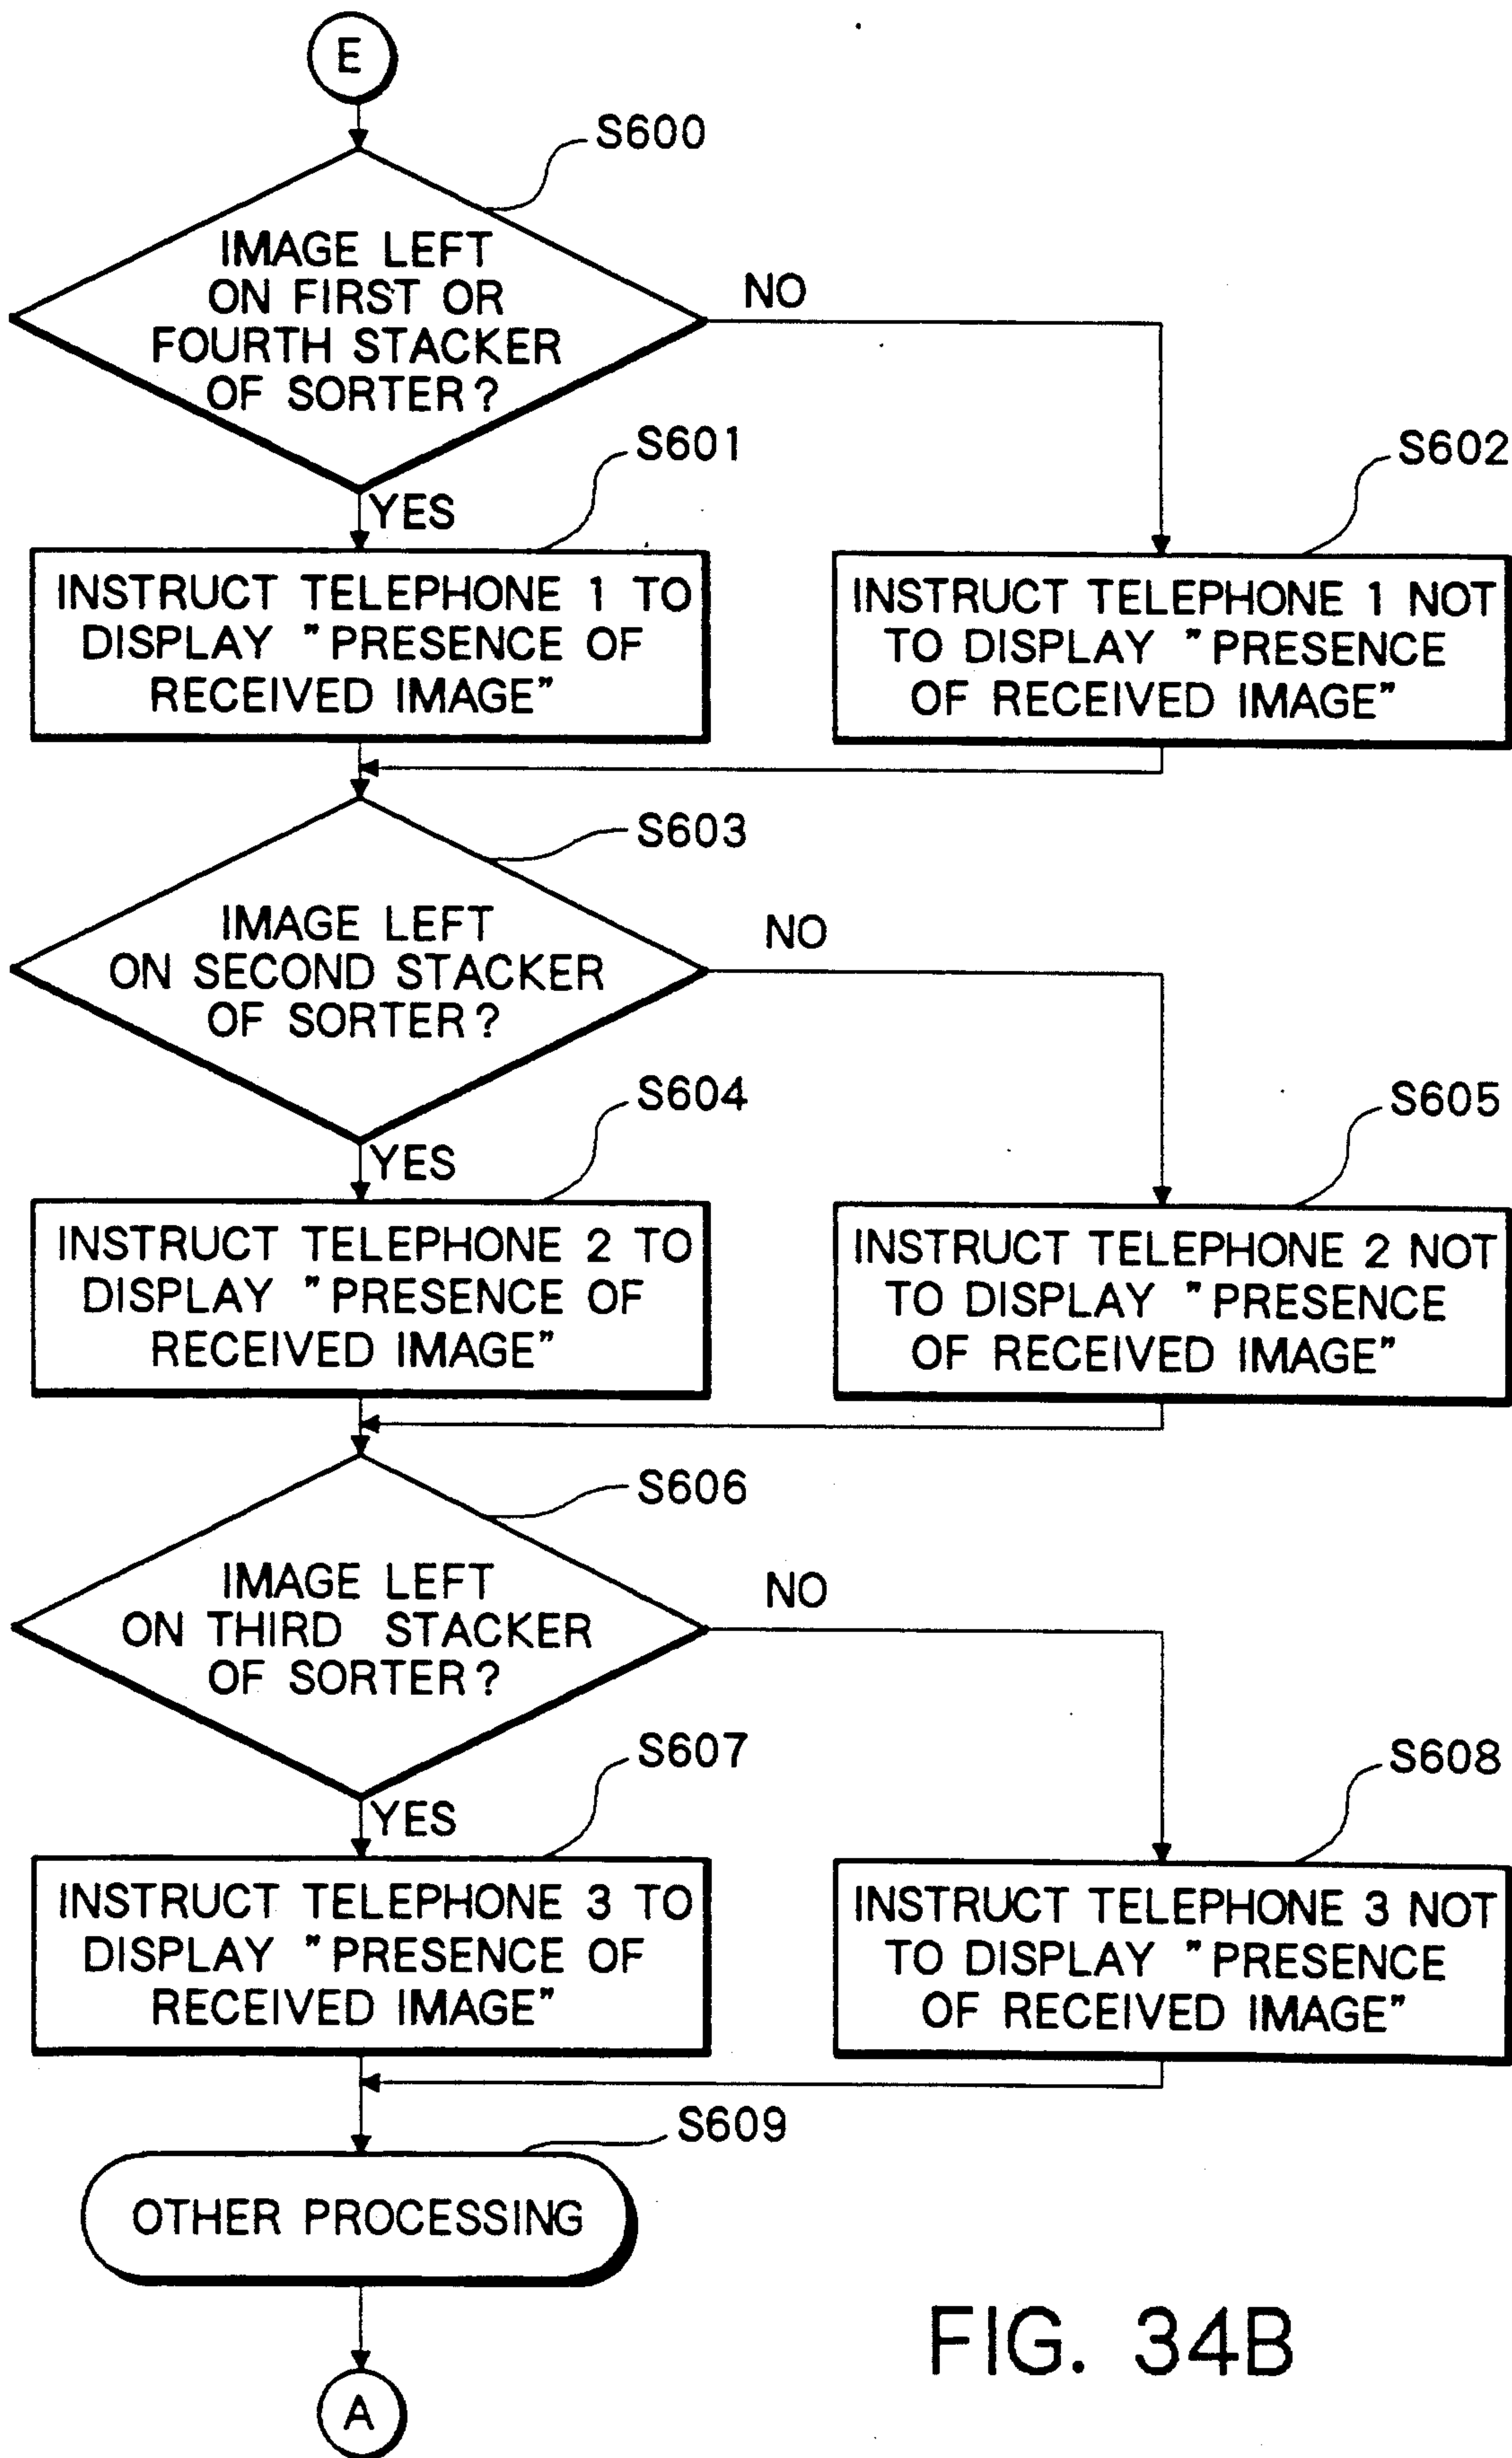 E
S600
IMAGE LEFT
ON FIRST OR
FOURTH STACKER
OF SORTER?
NO
YES
S601
S602
INSTRUCT TELEPHONE 1 TO
DISPLAY "PRESENCE OF
RECEIVED IMAGE"
INSTRUCT TELEPHONE 1 NOT
TO DISPLAY "PRESENCE
OF RECEIVED IMAGE"
S603
IMAGE LEFT
ON SECOND STACKER
OF SORTER?
NO
YES
S604
S605
INSTRUCT TELEPHONE 2 TO
DISPLAY "PRESENCE OF
RECEIVED IMAGE"
INSTRUCT TELEPHONE 2 NOT
TO DISPLAY "PRESENCE
OF RECEIVED IMAGE"
S606
IMAGE LEFT
ON THIRD STACKER
OF SORTER?
NO
YES
S607
S608
INSTRUCT TELEPHONE 3 TO
DISPLAY "PRESENCE OF
RECEIVED IMAGE"
INSTRUCT TELEPHONE 3 NOT
TO DISPLAY "PRESENCE
OF RECEIVED IMAGE"
S609
OTHER PROCESSING
A
FIG. 34B